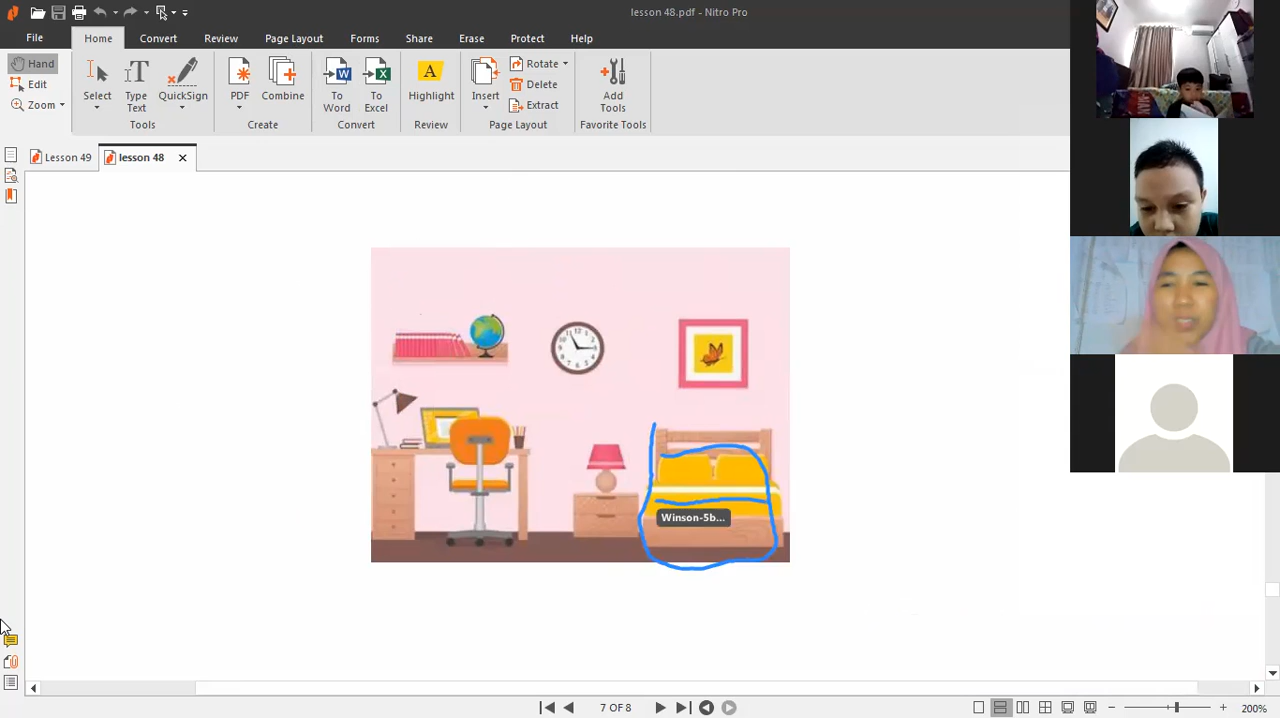 lesson 48.pdf - Nitro Pro
File Home Convert Review Page Layout Forms Share Erase Protect Help
Hand
Edit
Zoom
Select
Type Text
QuickSign
Tools
PDF
Combine
Create
To Word
To Excel
Convert
Highlight
Review
Insert
Rotate
Delete
Extract
Page Layout
Add Tools
Favorite Tools
Lesson 49
lesson 48
Winson-5b...
7 OF 8
200%